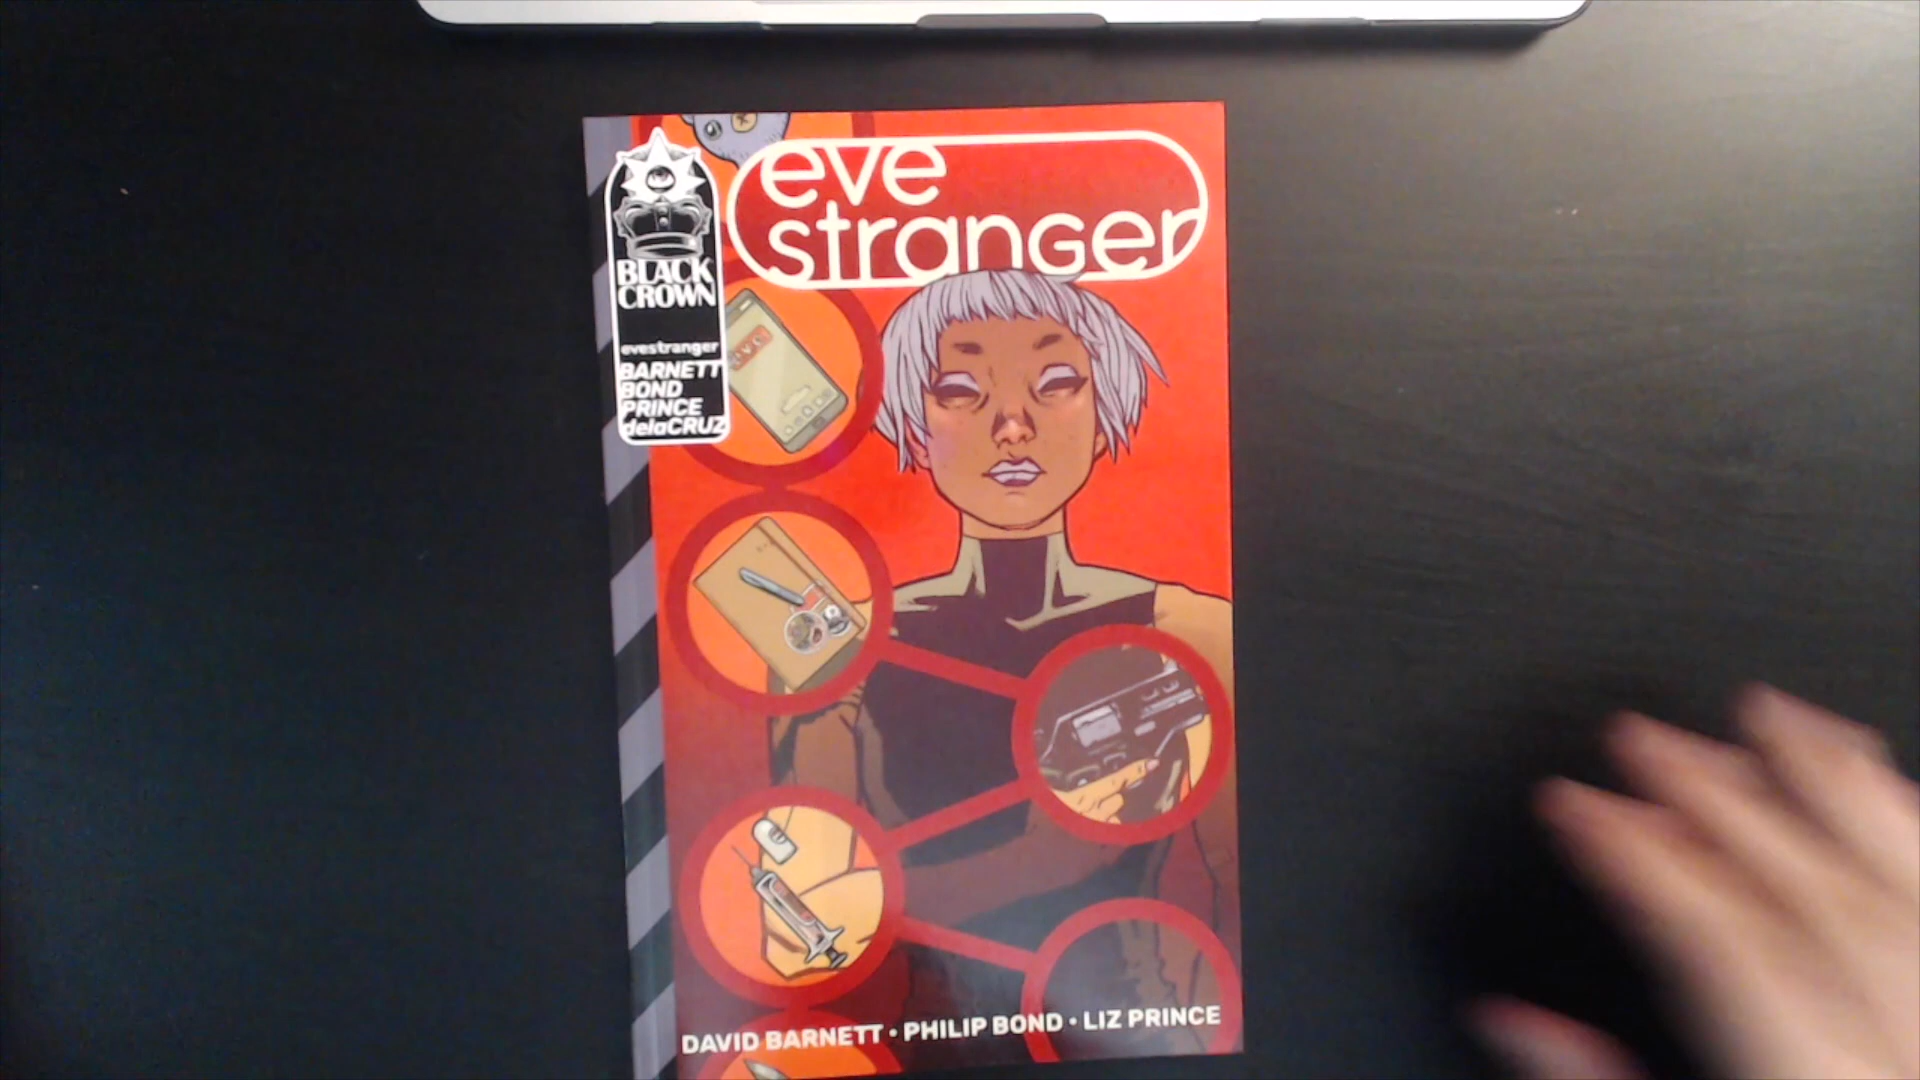 eve
stranger
BLACK
CROWN
evestranger
BARNETT
BOND
PRINCE
delaCRUZ
DAVID BARNETT • PHILIP BOND • LIZ PRINCE